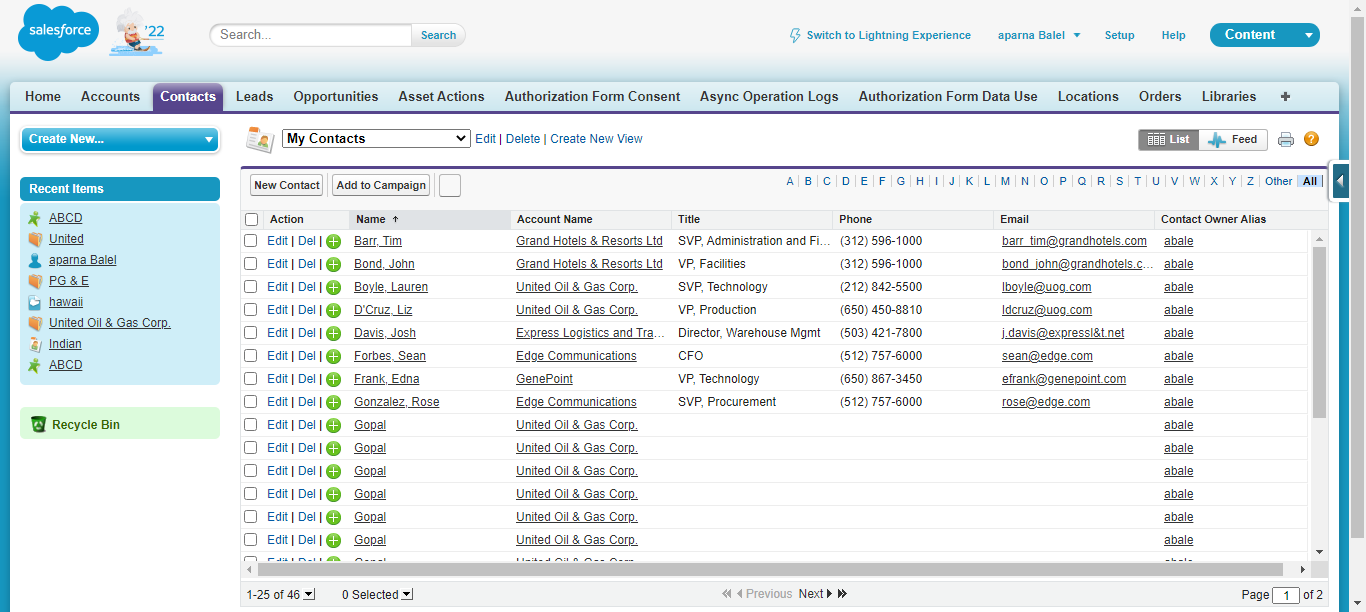 salesforce '22 Search... Search Switch to Lightning Experience aparna Balel Setup Help Content
Home Accounts Contacts Leads Opportunities Asset Actions Authorization Form Consent Async Operation Logs Authorization Form Data Use Locations Orders Libraries +
Create New...
Recent Items
ABCD
United
aparna Balel
PG & E
hawaii
United Oil & Gas Corp.
Indian
ABCD
Recycle Bin
My Contacts Edit | Delete | Create New View List Feed ?
New Contact Add to Campaign A | B | C | D | E | F | G | H | I | J | K | L | M | N | O | P | Q | R | S | T | U | V | W | X | Y | Z | Other | All |
Action Name Account Name Title Phone Email Contact Owner Alias
Edit | Del | Barr, Tim Grand Hotels & Resorts Ltd SVP, Administration and Fi... (312) 596-1000 barr_tim@grandhotels.com abale
Edit | Del | Bond, John Grand Hotels & Resorts Ltd VP, Facilities (312) 596-1000 bond_john@grandhotels.c... abale
Edit | Del | Boyle, Lauren United Oil & Gas Corp. SVP, Technology (212) 842-5500 lboyle@uog.com abale
Edit | Del | D'Cruz, Liz United Oil & Gas Corp. VP, Production (650) 450-8810 ldcruz@uog.com abale
Edit | Del | Davis, Josh Express Logistics and Tra... Director, Warehouse Mgmt (503) 421-7800 j.davis@expressl&t.net abale
Edit | Del | Forbes, Sean Edge Communications CFO (512) 757-6000 sean@edge.com abale
Edit | Del | Frank, Edna GenePoint VP, Technology (650) 867-3450 efrank@genepoint.com abale
Edit | Del | Gonzalez, Rose Edge Communications SVP, Procurement (512) 757-6000 rose@edge.com abale
Edit | Del | Gopal United Oil & Gas Corp. abale
Edit | Del | Gopal United Oil & Gas Corp. abale
Edit | Del | Gopal United Oil & Gas Corp. abale
Edit | Del | Gopal United Oil & Gas Corp. abale
Edit | Del | Gopal United Oil & Gas Corp. abale
Edit | Del | Gopal United Oil & Gas Corp. abale
1-25 of 46 0 Selected Previous Next Page 1 of 2